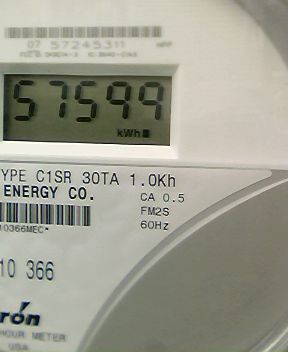 07 57245311
57599
kWh
YPE C1SR 30TA 1.0Kh
ENERGY CO.
CA 0.5
FM2S
60Hz
10366MEC*
10 366
rón
HOUR METER
USA